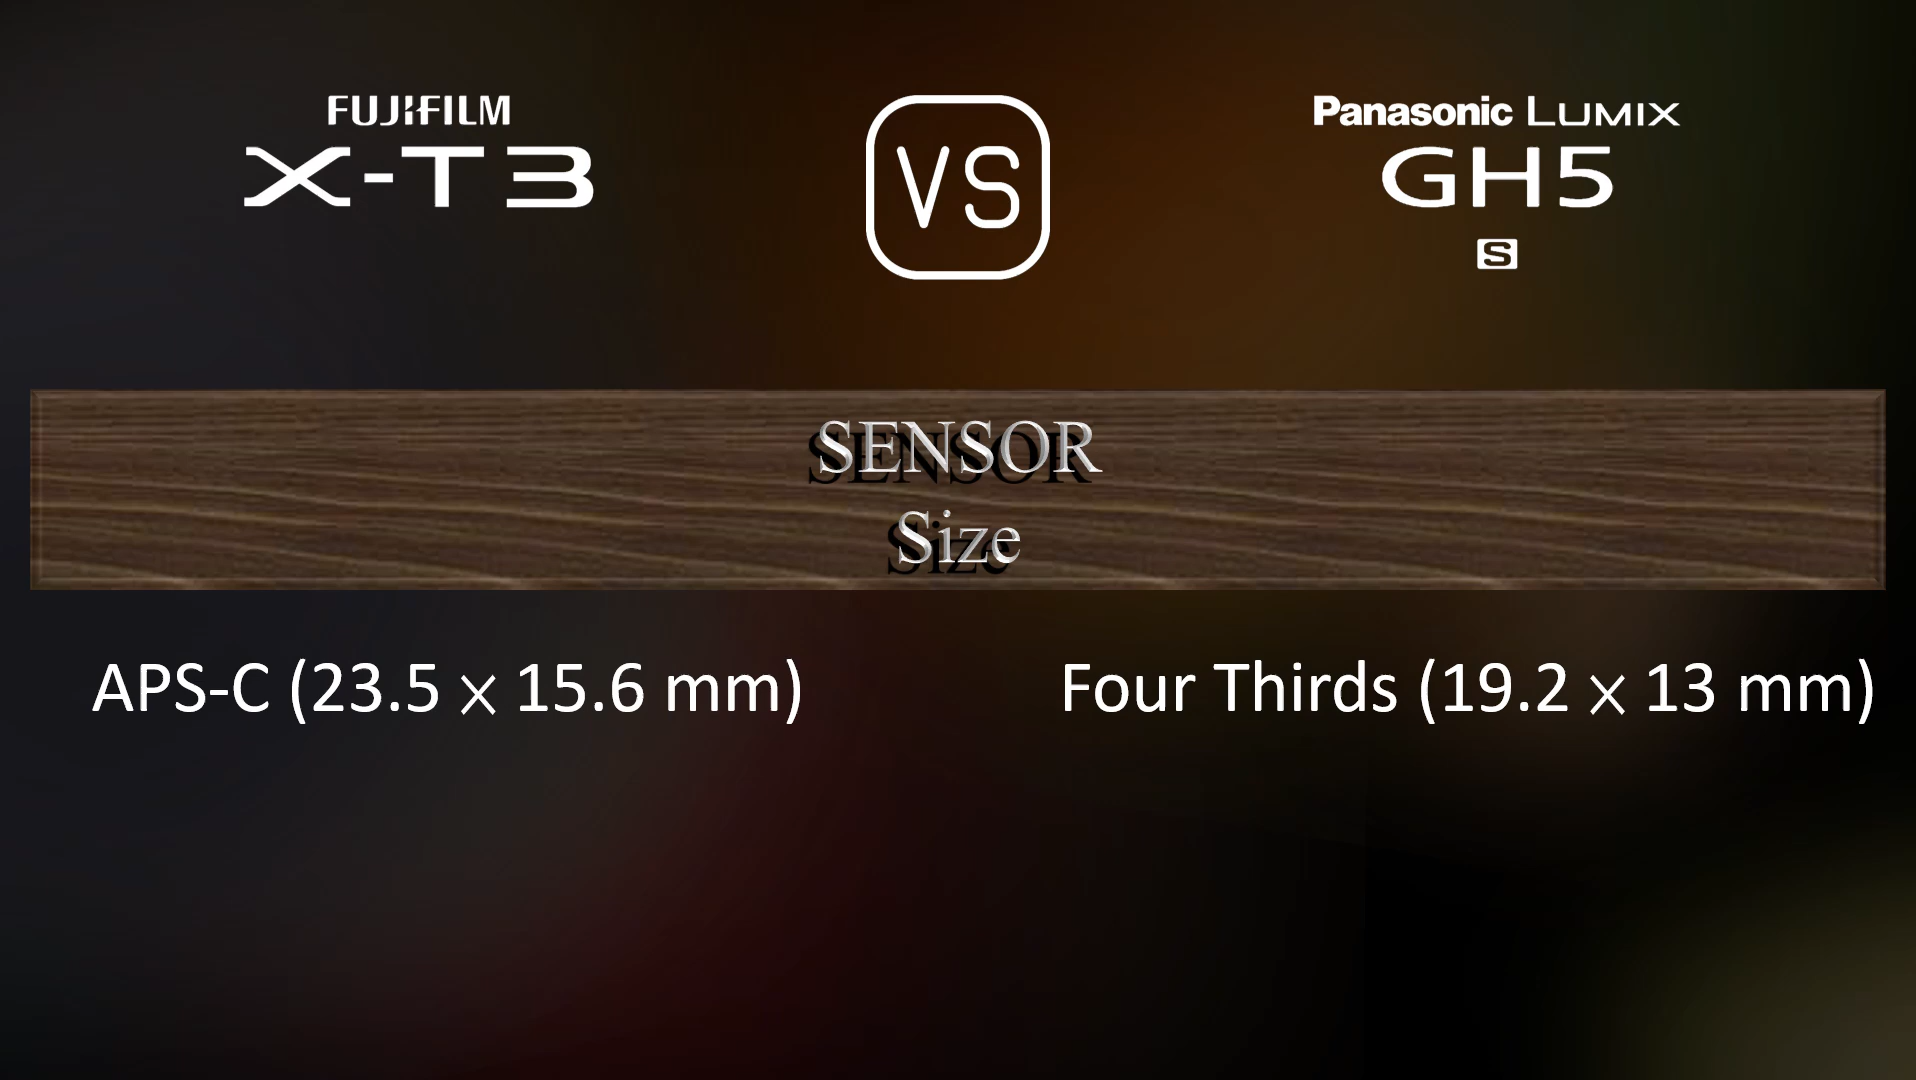 FUJIFILM
X-T3
VS
Panasonic LUMIX
GH5
S
SENSOR
Size
APS-C (23.5 x 15.6 mm)
Four Thirds (19.2 x 13 mm)